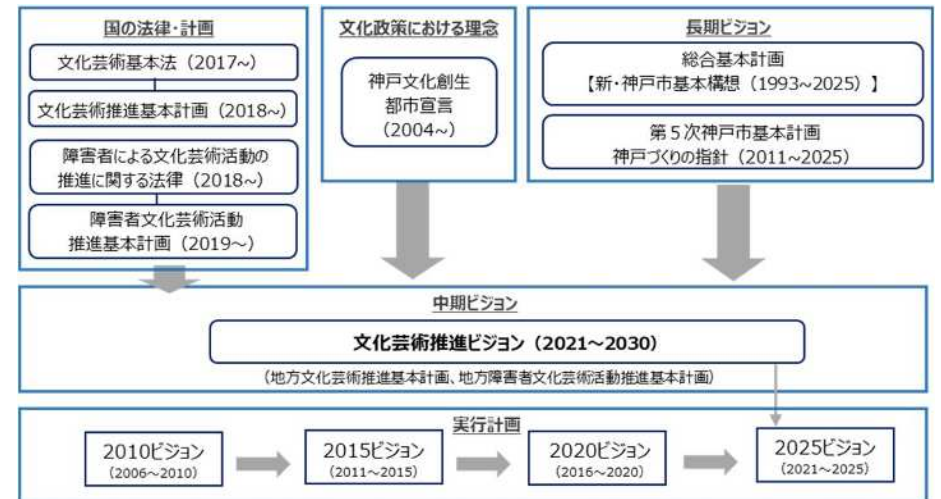 国の法律・計画
文化芸術基本法（2017～）
文化芸術推進基本計画（2018～）
障害者による文化芸術活動の
推進に関する法律（2018～）
障害者文化芸術活動
推進基本計画（2019～）
文化政策における理念
神戸文化創生
都市宣言
（2004～）
長期ビジョン
総合基本計画
【新・神戸市基本構想（1993~2025）】
第５次神戸市基本計画
神戸づくりの指針（2011~2025）
中期ビジョン
文化芸術推進ビジョン（2021～2030）
（地方文化芸術推進基本計画、地方障害者文化芸術活動推進基本計画）
実行計画
2010ビジョン
（2006～2010）
2015ビジョン
（2011～2015）
2020ビジョン
（2016～2020）
2025ビジョン
（2021～2025）